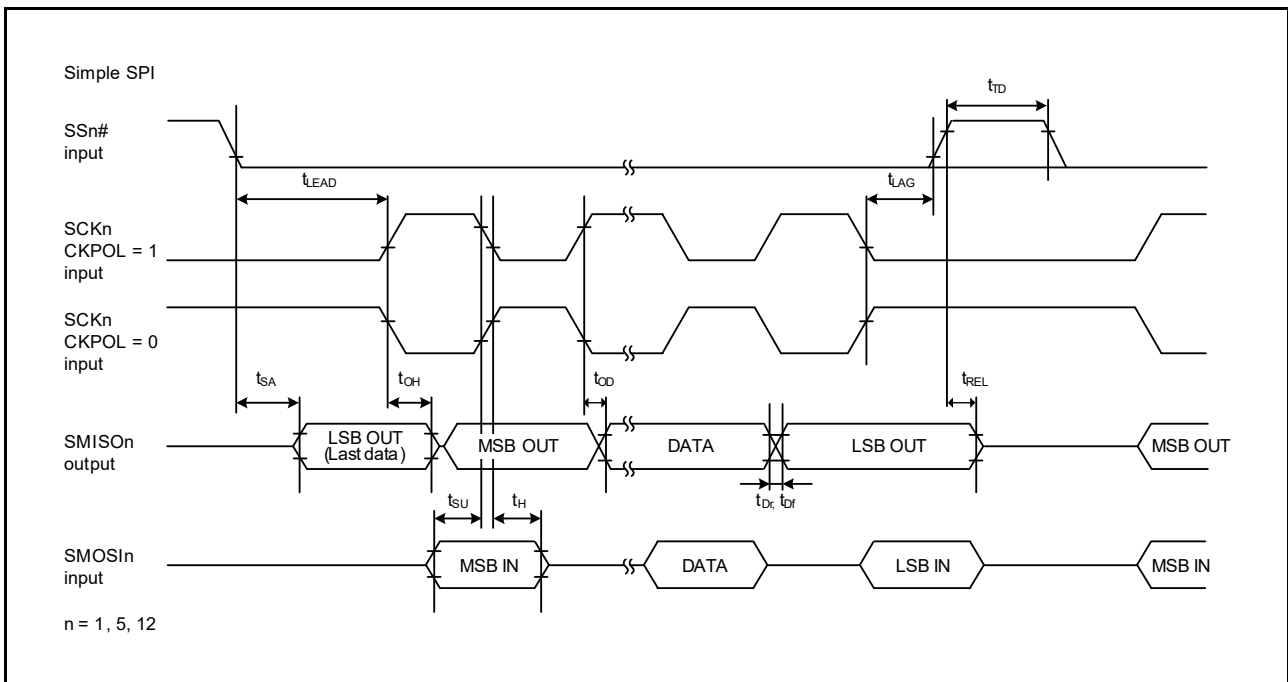 Simple SPI
tTD
SSn#
input
tLEAD
tLAG
SCKn
CKPOL = 1
input
SCKn
CKPOL = 0
input
tSA
tOH
tOD
tREL
SMISOn
output
LSB OUT
(Last data)
MSB OUT
DATA
LSB OUT
MSB OUT
tSU
tH
tDr, tDf
SMOSIn
input
MSB IN
DATA
LSB IN
MSB IN
n = 1, 5, 12